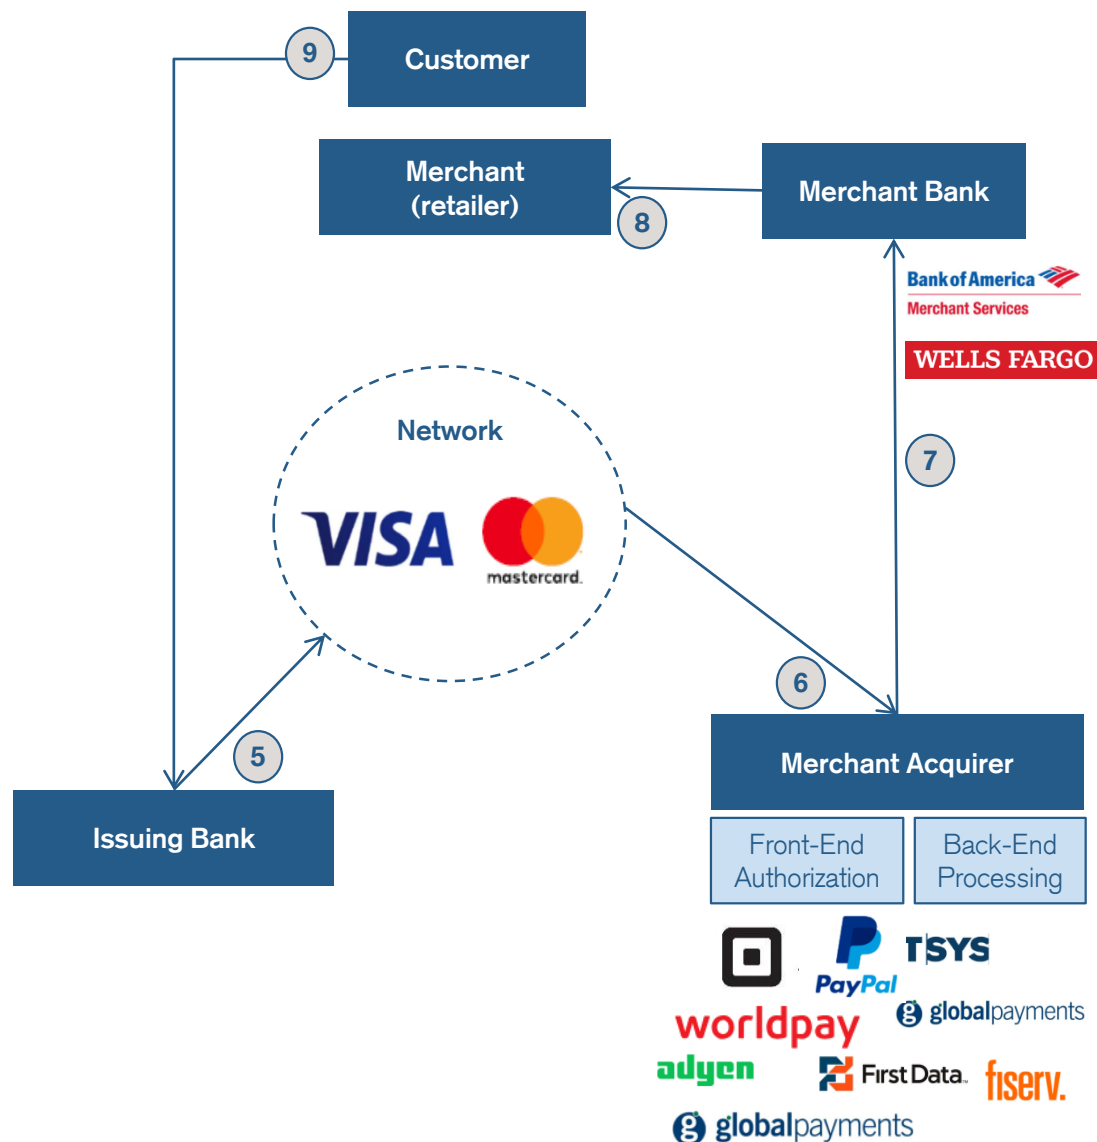 9
Customer
Merchant
(retailer)
8
Merchant Bank
Bank of America
Merchant Services
WELLS FARGO
Network
VISA
mastercard.
7
6
5
Issuing Bank
Merchant Acquirer
Front-End
Authorization
Back-End
Processing
PayPal
TSYS
worldpay
globalpayments
adyen
First Data
fiserv.
globalpayments